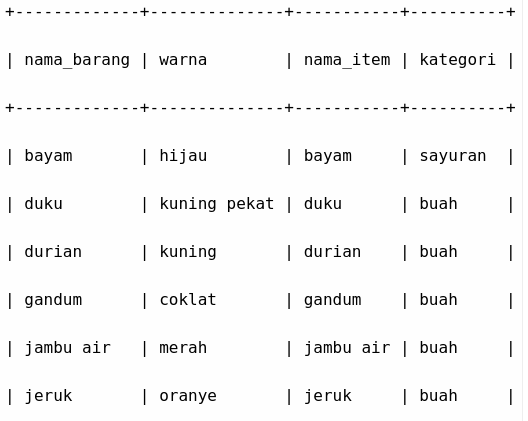 +-------------+--------------+-----------+----------+
| nama_barang | warna        | nama_item | kategori |
+-------------+--------------+-----------+----------+
| bayam       | hijau        | bayam     | sayuran  |
| duku        | kuning pekat | duku      | buah     |
| durian      | kuning       | durian    | buah     |
| gandum      | coklat       | gandum    | buah     |
| jambu air   | merah        | jambu air | buah     |
| jeruk       | oranye       | jeruk     | buah     |